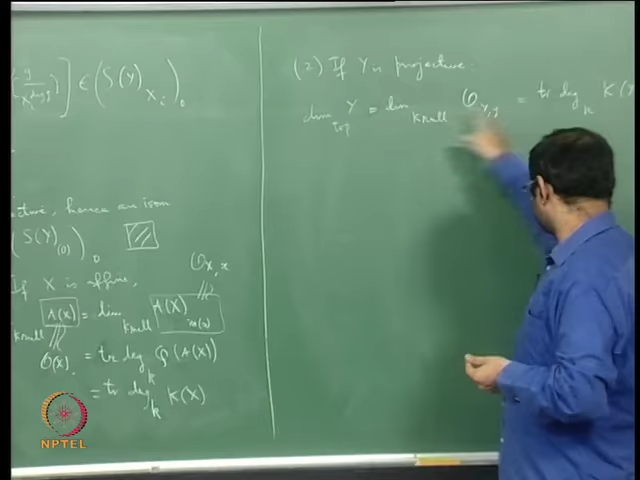 [y / x_i^{deg g}] ∈ (S(Y)_{x_i})_0
ective, hence an isom
(S(Y)_{(0)})_0
If X is affine,
O_{X,x}
A(X) = dim_{Krull} A(X)_{m(x)}
Krull
O(X). = tr deg_k Q(A(X))
= tr deg_k K(X)
(2) If Y is projective:
dim_{top} Y = dim_{Krull} O_{Y,y} = tr deg_k K(Y
NPTEL